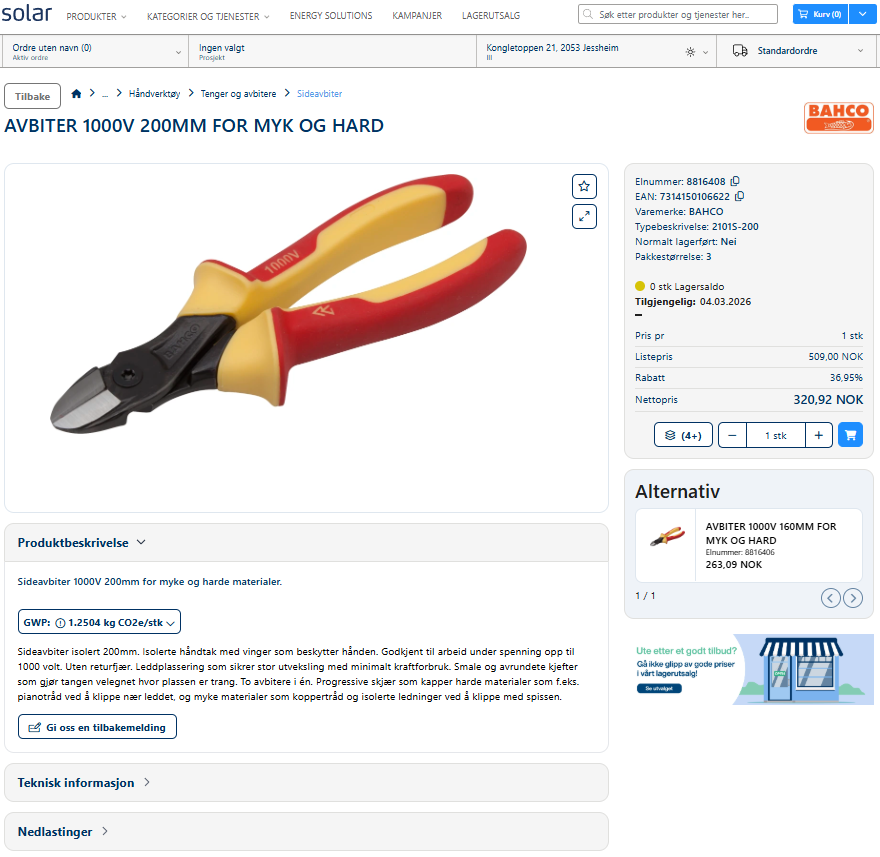 solar
PRODUKTER
KATEGORIER OG TJENESTER
ENERGY SOLUTIONS
KAMPANJER
LAGERUTSALG
Søk etter produkter og tjenester her..
Kurv (0)
Ordre uten navn (0)
Aktiv ordre
Ingen valgt
Prosjekt
Kongletoppen 21, 2053 Jessheim
III
Standardordre
Tilbake
...
Håndverktøy
Tenger og avbitere
Sideavbiter
AVBITER 1000V 200MM FOR MYK OG HARD
BAHCO
1000V
Elnummer: 8816408
EAN: 7314150106622
Varemerke: BAHCO
Typebeskrivelse: 2101S-200
Normalt lagerført: Nei
Pakkestørrelse: 3
0 stk Lagersaldo
Tilgjengelig: 04.03.2026
Pris pr 1 stk
Listepris 509,00 NOK
Rabatt 36,95%
Nettopris 320,92 NOK
(4+)
− 1 stk +
Alternativ
AVBITER 1000V 160MM FOR
MYK OG HARD
Elnummer: 8816406
263,09 NOK
1 / 1
Ute etter et godt tilbud?
Gå ikke glipp av gode priser
i vårt lagerutsalg!
Se utvalget
OPEN
Produktbeskrivelse
Sideavbiter 1000V 200mm for myke og harde materialer.
GWP: 1.2504 kg CO2e/stk
Sideavbiter isolert 200mm. Isolerte håndtak med vinger som beskytter hånden. Godkjent til arbeid under spenning opp til
1000 volt. Uten returfjær. Leddplassering som sikrer stor utveksling med minimalt kraftforbruk. Smale og avrundete kjefter
som gjør tangen velegnet hvor plassen er trang. To avbitere i én. Progressive skjær som kapper harde materialer som f.eks.
pianotråd ved å klippe nær leddet, og myke materialer som koppertråd og isolerte ledninger ved å klippe med spissen.
Gi oss en tilbakemelding
Teknisk informasjon
Nedlastinger